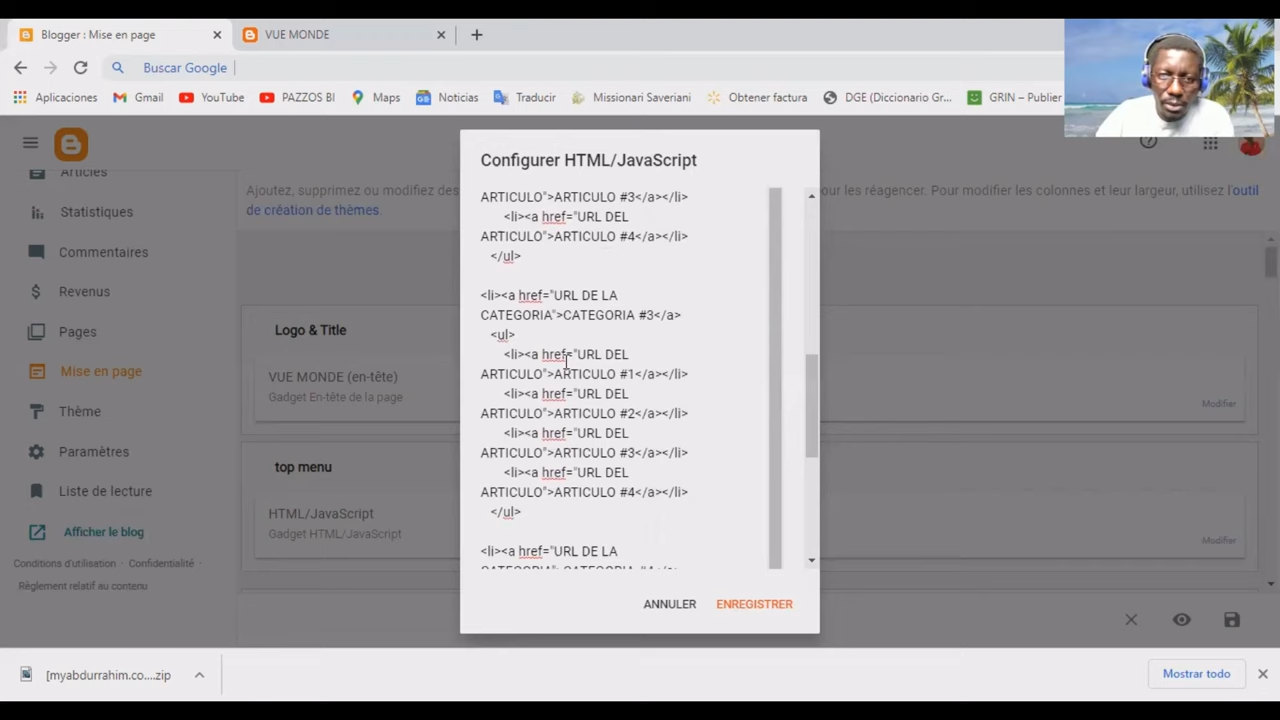 Blogger : Mise en page
VUE MONDE
Buscar Google
Aplicaciones
Gmail
YouTube
PAZZOS BI
Maps
Noticias
Traducir
Missionari Saveriani
Obtener factura
DGE (Diccionario Gr...
GRIN – Publier
Articles
Statistiques
Commentaires
Revenus
Pages
Mise en page
Thème
Paramètres
Liste de lecture
Afficher le blog
Conditions d'utilisation · Confidentialité ·
Règlement relatif au contenu
Ajoutez, supprimez ou modifiez des
pour les réagencer. Pour modifier les colonnes et leur largeur, utilisez l'outil
de création de thèmes.
Logo & Title
VUE MONDE (en-tête)
Gadget En-tête de la page
Modifier
top menu
HTML/JavaScript
Gadget HTML/JavaScript
Modifier
Configurer HTML/JavaScript
ARTICULO">ARTICULO #3</a></li>
<li><a href="URL DEL
ARTICULO">ARTICULO #4</a></li>
</ul>
<li><a href="URL DE LA
CATEGORIA">CATEGORIA #3</a>
<ul>
<li><a href="URL DEL
ARTICULO">ARTICULO #1</a></li>
<li><a href="URL DEL
ARTICULO">ARTICULO #2</a></li>
<li><a href="URL DEL
ARTICULO">ARTICULO #3</a></li>
<li><a href="URL DEL
ARTICULO">ARTICULO #4</a></li>
</ul>
<li><a href="URL DE LA
ANNULER
ENREGISTRER
[myabdurrahim.co....zip
Mostrar todo